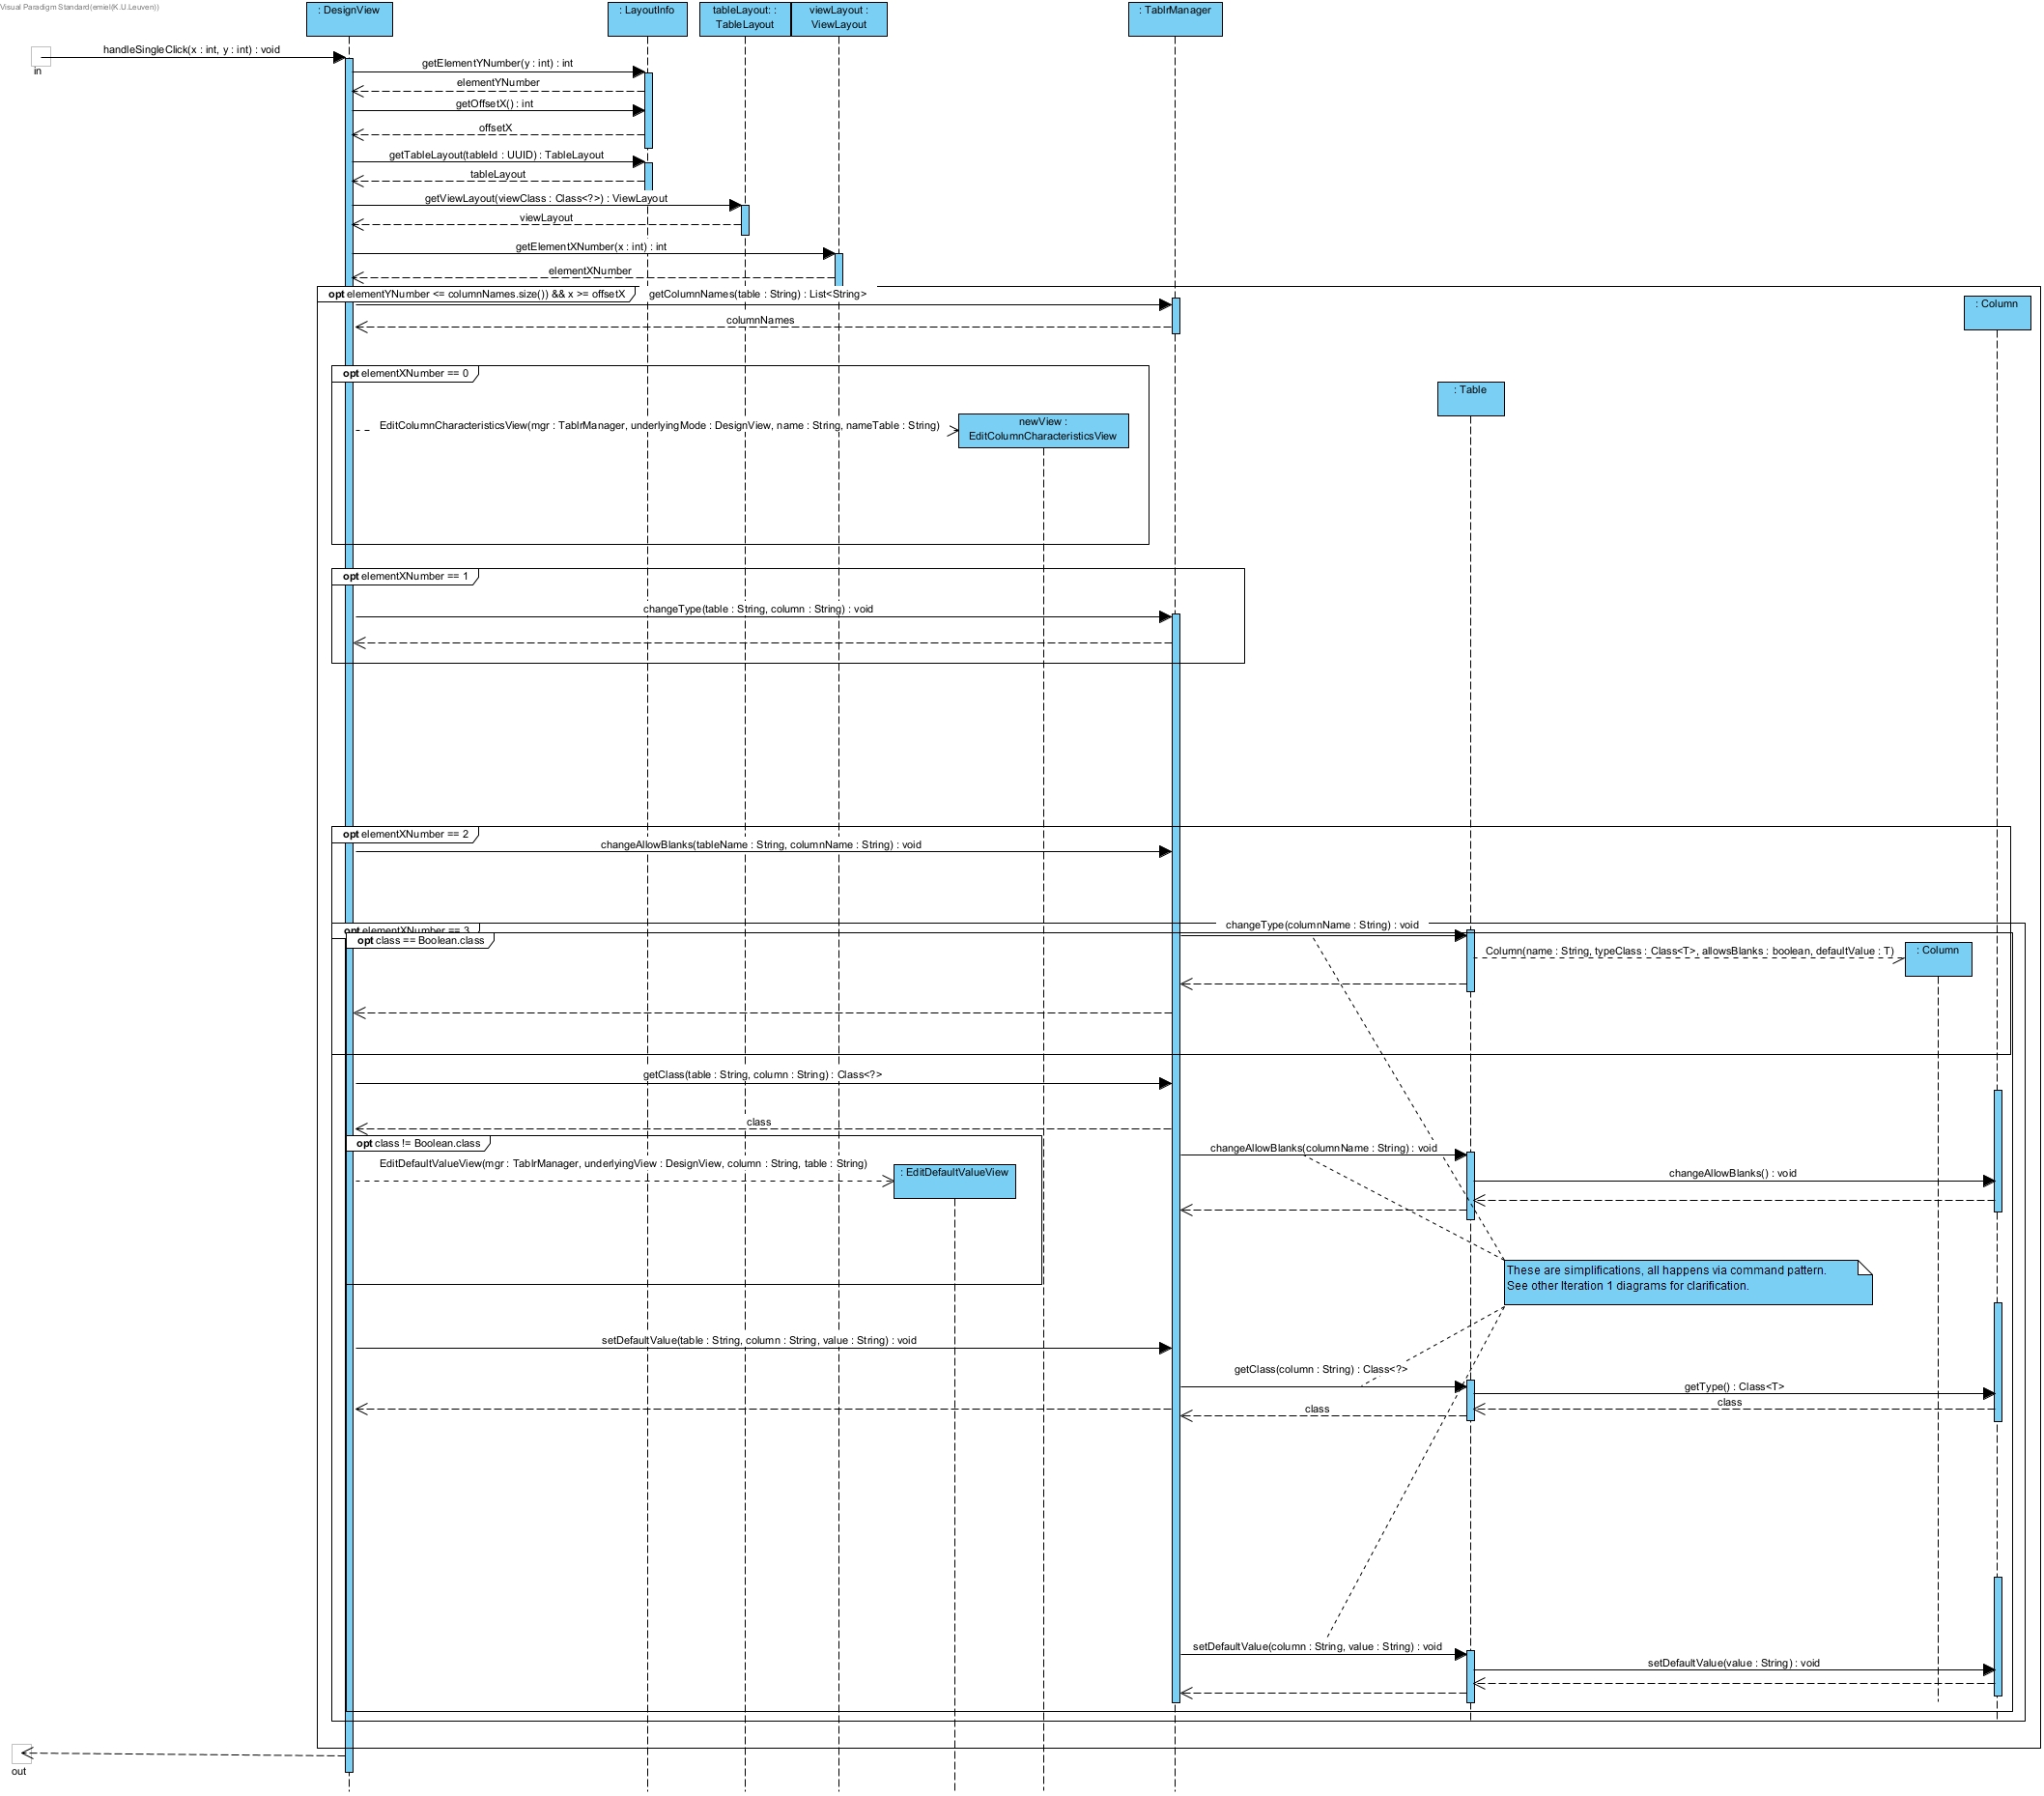 Visual Paradigm Standard(emiel(K.U.Leuven))
: DesignView
: LayoutInfo
tableLayout: :
TableLayout
viewLayout :
ViewLayout
: TablrManager
handleSingleClick(x : int, y : int) : void
in
getElementYNumber(y : int) : int
elementYNumber
getOffsetX() : int
offsetX
getTableLayout(tableId : UUID) : TableLayout
tableLayout
getViewLayout(viewClass : Class<?>) : ViewLayout
viewLayout
getElementXNumber(x : int) : int
elementXNumber
opt elementYNumber <= columnNames.size()) && x >= offsetX
getColumnNames(table : String) : List<String>
: Column
columnNames
opt elementXNumber == 0
: Table
EditColumnCharacteristicsView(mgr : TablrManager, underlyingMode : DesignView, name : String, nameTable : String)
newView :
EditColumnCharacteristicsView
opt elementXNumber == 1
changeType(table : String, column : String) : void
opt elementXNumber == 2
changeAllowBlanks(tableName : String, columnName : String) : void
opt elementXNumber == 3
changeType(columnName : String) : void
opt class == Boolean.class
Column(name : String, typeClass : Class<T>, allowsBlanks : boolean, defaultValue : T)
: Column
getClass(table : String, column : String) : Class<?>
class
opt class != Boolean.class
changeAllowBlanks(columnName : String) : void
EditDefaultValueView(mgr : TablrManager, underlyingView : DesignView, column : String, table : String)
: EditDefaultValueView
changeAllowBlanks() : void
These are simplifications, all happens via command pattern.
See other Iteration 1 diagrams for clarification.
setDefaultValue(table : String, column : String, value : String) : void
getClass(column : String) : Class<?>
getType() : Class<T>
class
class
setDefaultValue(column : String, value : String) : void
setDefaultValue(value : String) : void
out